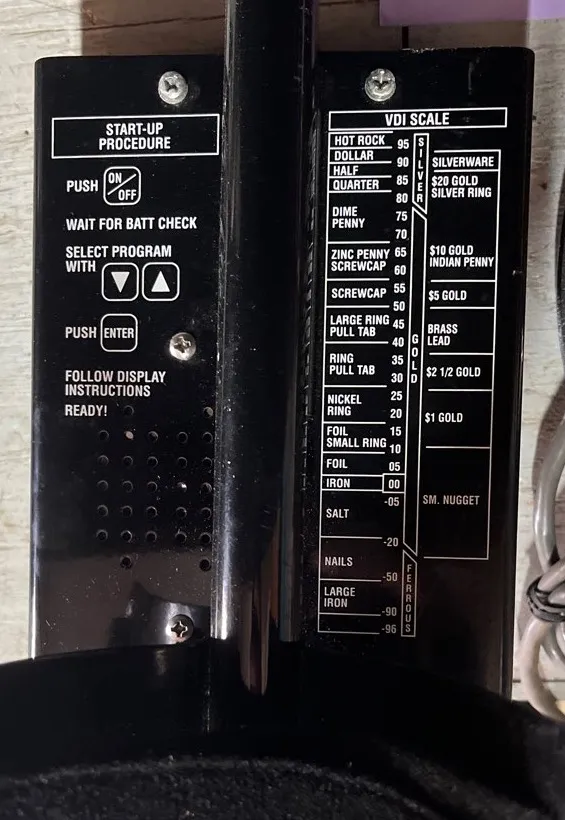 START-UP
PROCEDURE
PUSH ON/OFF
WAIT FOR BATT CHECK
SELECT PROGRAM
WITH
PUSH ENTER
FOLLOW DISPLAY
INSTRUCTIONS
READY!
VDI SCALE
HOT ROCK 95
DOLLAR 90
HALF
QUARTER 85
80
DIME 75
PENNY
70
ZINC PENNY 65
SCREWCAP 60
55
SCREWCAP
50
LARGE RING 45
PULL TAB
40
RING 35
PULL TAB 30
25
NICKEL
RING 20
FOIL 15
SMALL RING 10
FOIL 05
IRON 00
-05
SALT
-20
NAILS
-50
LARGE
IRON
-90
-96
SILVER
GOLD
FERROUS
SILVERWARE
$20 GOLD
SILVER RING
$10 GOLD
INDIAN PENNY
$5 GOLD
BRASS
LEAD
$2 1/2 GOLD
$1 GOLD
SM. NUGGET